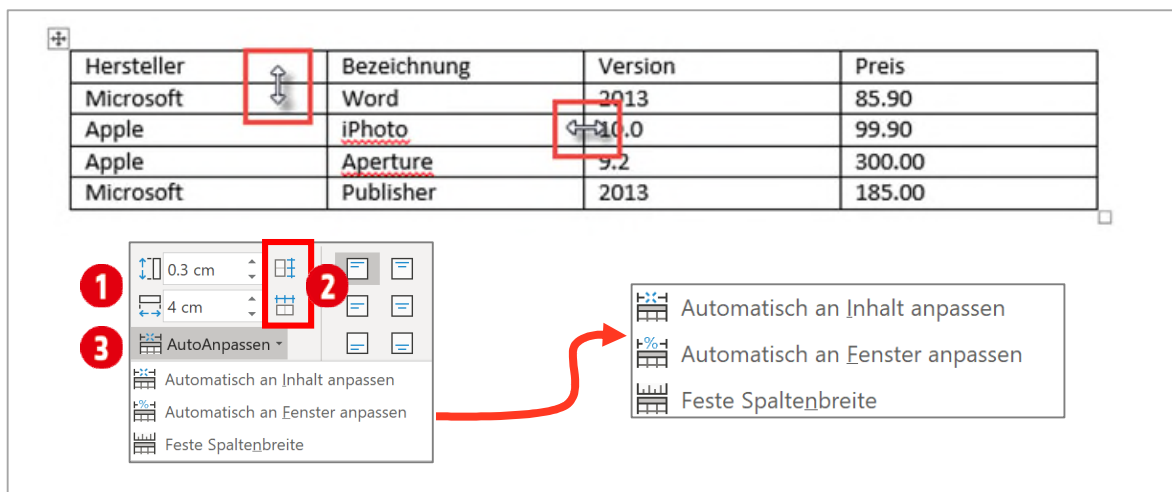 Hersteller Bezeichnung Version Preis
Microsoft Word 2013 85.90
Apple iPhoto 10.0 99.90
Apple Aperture 9.2 300.00
Microsoft Publisher 2013 185.00
1 0.3 cm 2
4 cm
3 AutoAnpassen
Automatisch an Inhalt anpassen
Automatisch an Fenster anpassen
Feste Spaltenbreite
Automatisch an Inhalt anpassen
Automatisch an Fenster anpassen
Feste Spaltenbreite